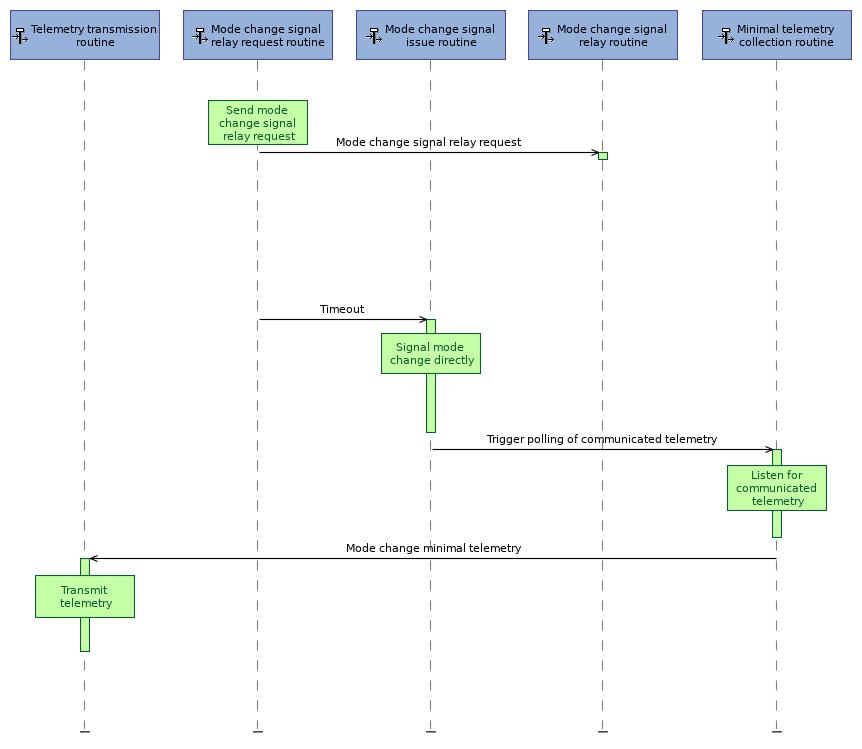 Telemetry transmission
routine
Mode change signal
relay request routine
Mode change signal
issue routine
Mode change signal
relay routine
Minimal telemetry
collection routine
Send mode
change signal
relay request
Mode change signal relay request
Timeout
Signal mode
change directly
Trigger polling of communicated telemetry
Listen for
communicated
telemetry
Mode change minimal telemetry
Transmit
telemetry